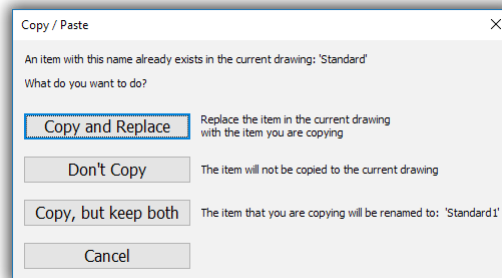 Copy / Paste
An item with this name already exists in the current drawing: 'Standard'
What do you want to do?
Copy and Replace
Replace the item in the current drawing
with the item you are copying
Don't Copy
The item will not be copied to the current drawing
Copy, but keep both
The item that you are copying will be renamed to: 'Standard1'
Cancel